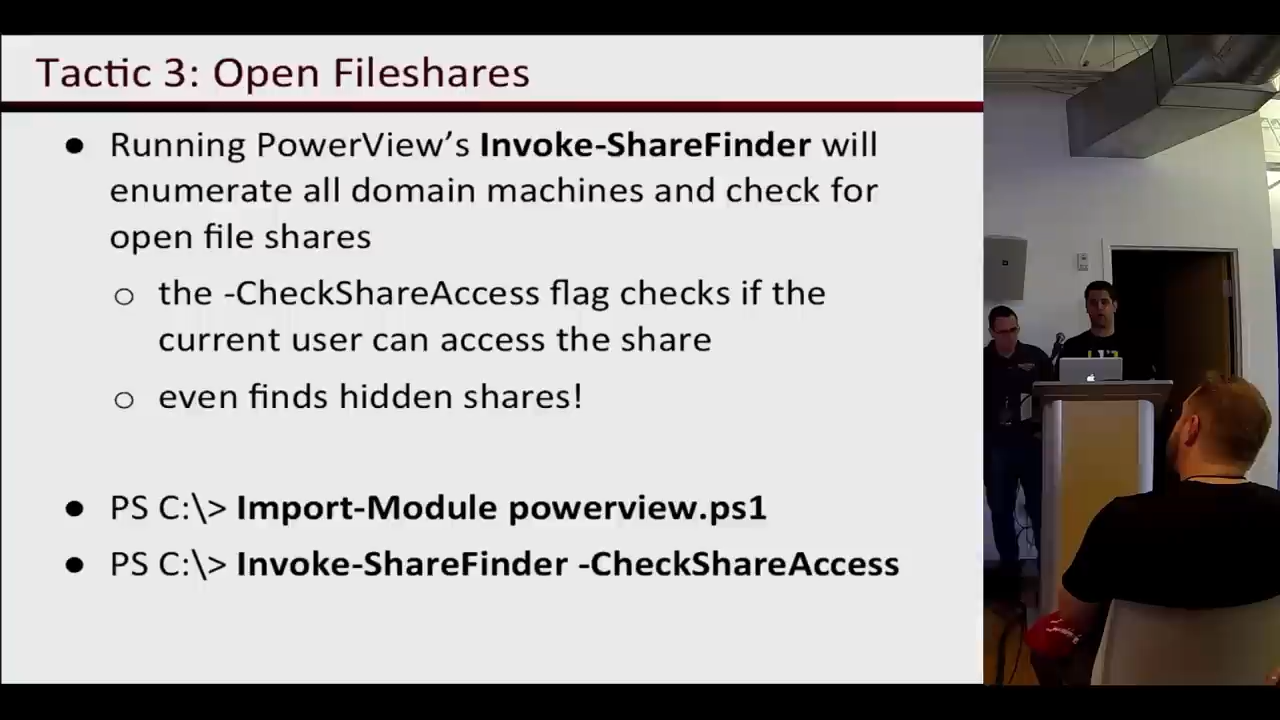 Tactic 3: Open Fileshares
● Running PowerView’s Invoke-ShareFinder will
enumerate all domain machines and check for
open file shares
○ the -CheckShareAccess flag checks if the
current user can access the share
○ even finds hidden shares!
● PS C:\> Import-Module powerview.ps1
● PS C:\> Invoke-ShareFinder -CheckShareAccess